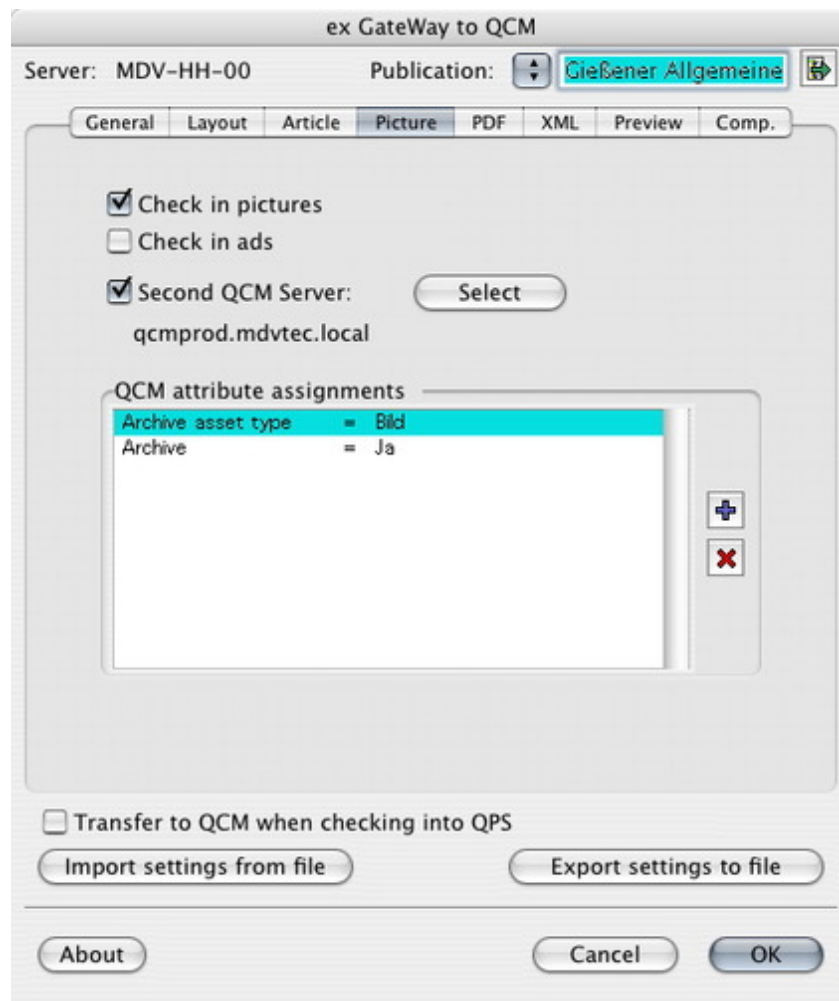 ex GateWay to QCM
Server: MDV-HH-00 Publication: Gießener Allgemeine
General Layout Article Picture PDF XML Preview Comp.
Check in pictures
Check in ads
Second QCM Server: Select
qcmprod.mdvtec.local
QCM attribute assignments
Archive asset type = Bild
Archive = Ja
Transfer to QCM when checking into QPS
Import settings from file Export settings to file
About Cancel OK